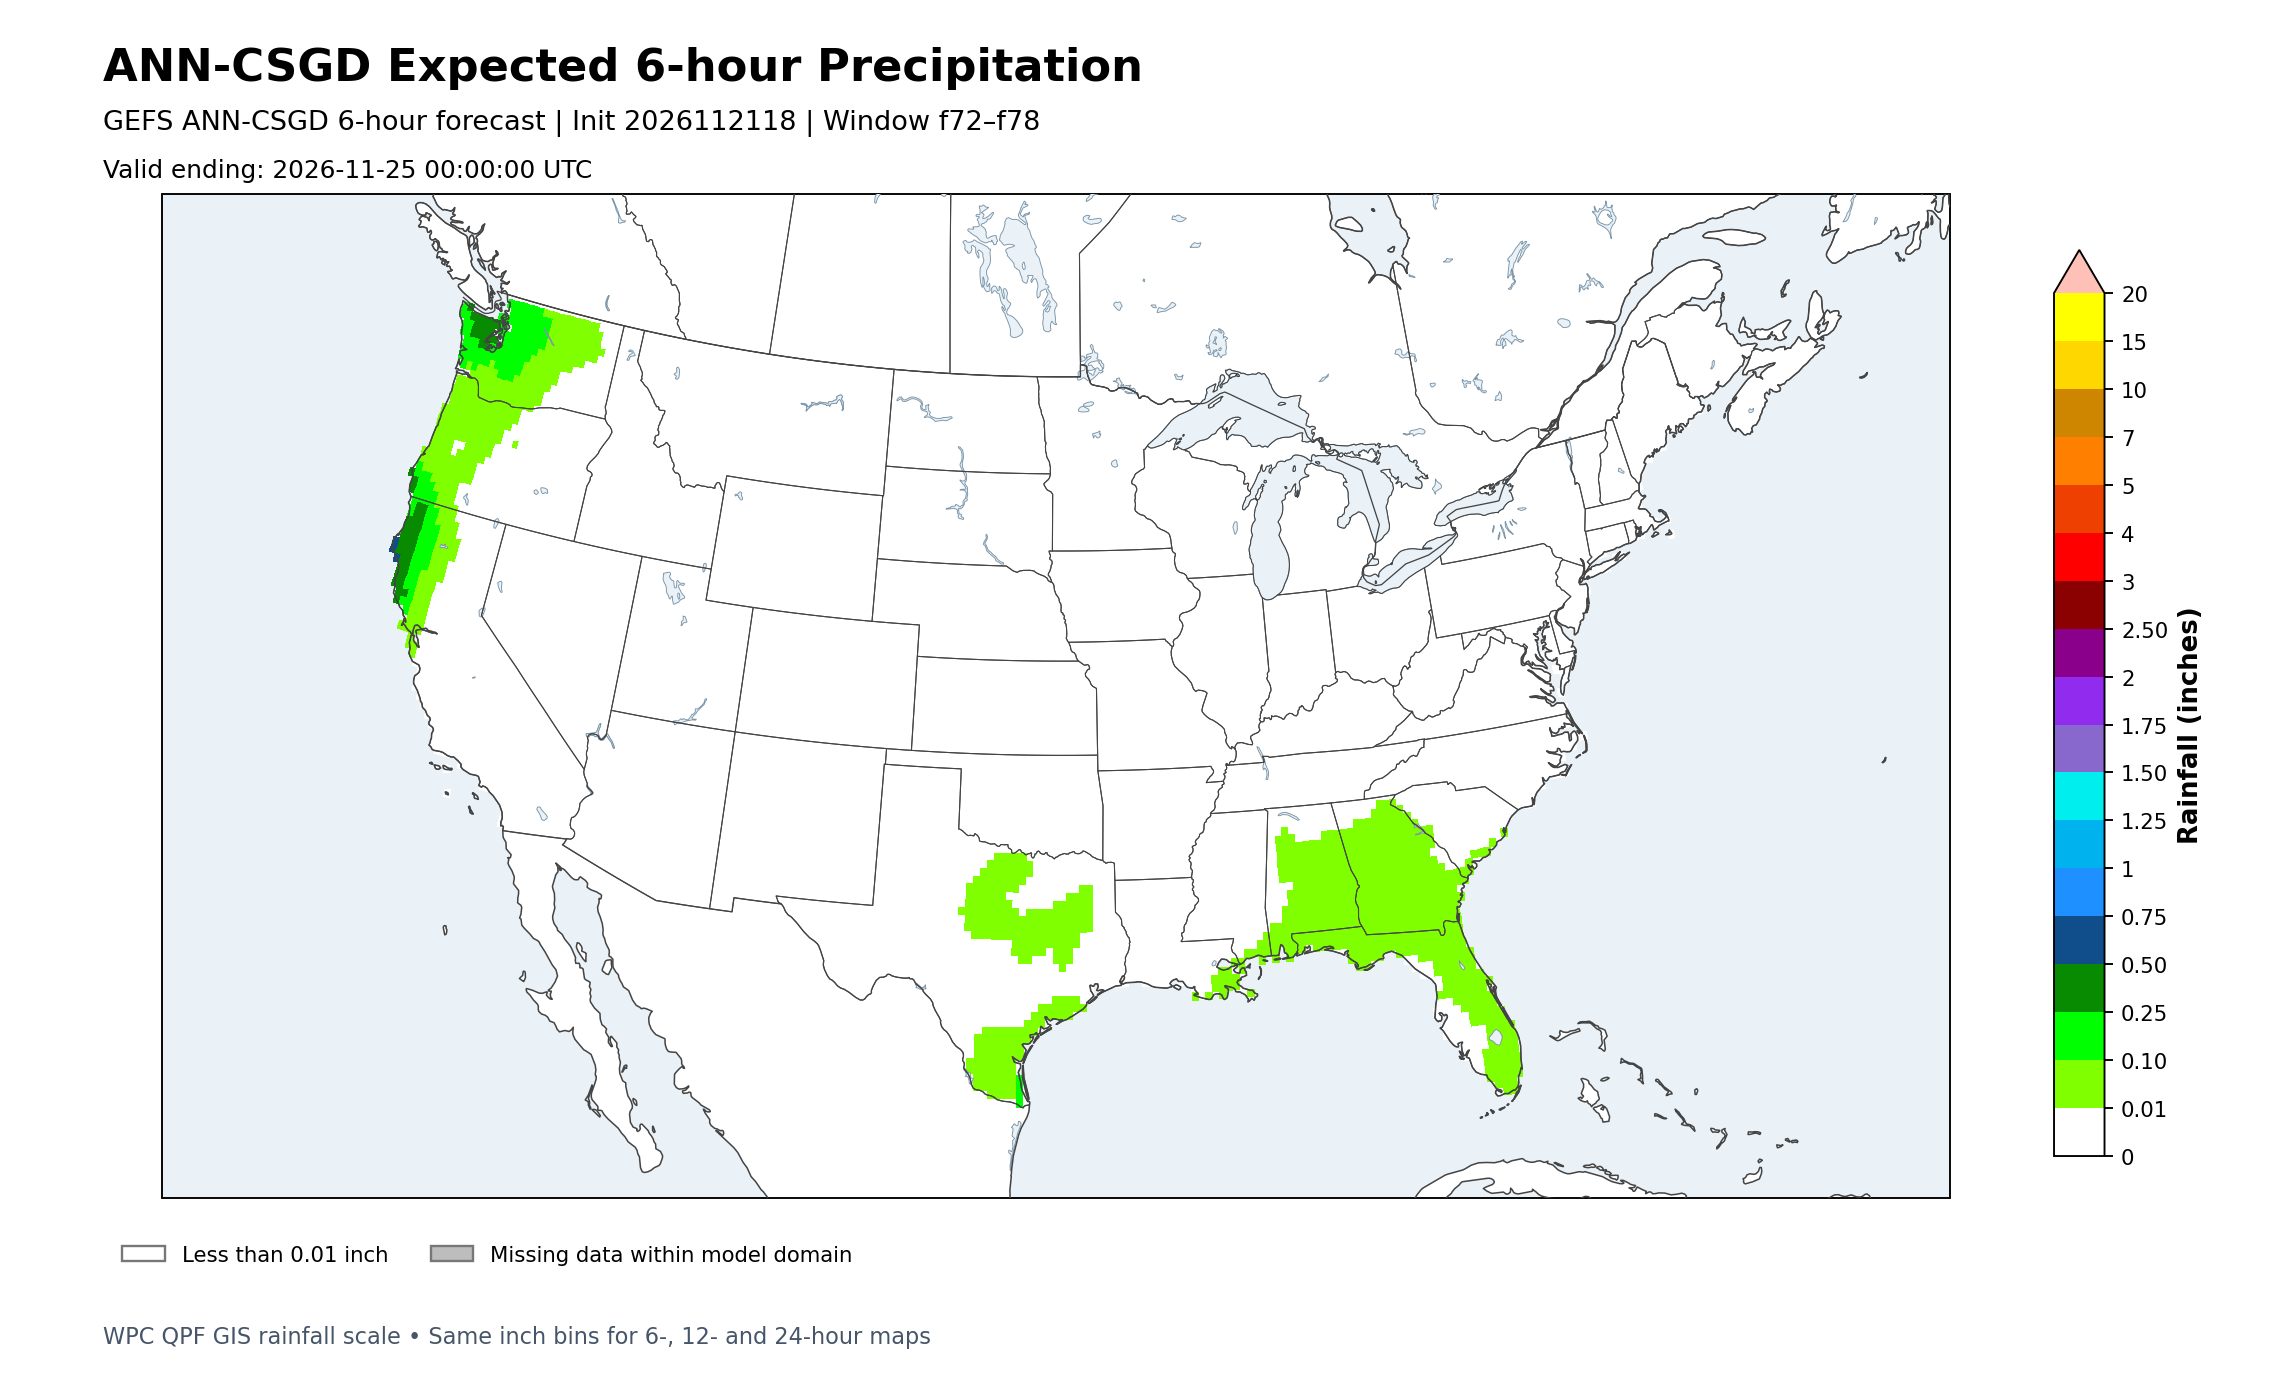 ANN-CSGD Expected 6-hour Precipitation
GEFS ANN-CSGD 6-hour forecast | Init 2026112118 | Window f72–f78
Valid ending: 2026-11-25 00:00:00 UTC
20
15
10
7
5
4
3
2.50
2
1.75
1.50
1.25
1
0.75
0.50
0.25
0.10
0.01
0
Rainfall (inches)
Less than 0.01 inch
Missing data within model domain
WPC QPF GIS rainfall scale • Same inch bins for 6-, 12- and 24-hour maps